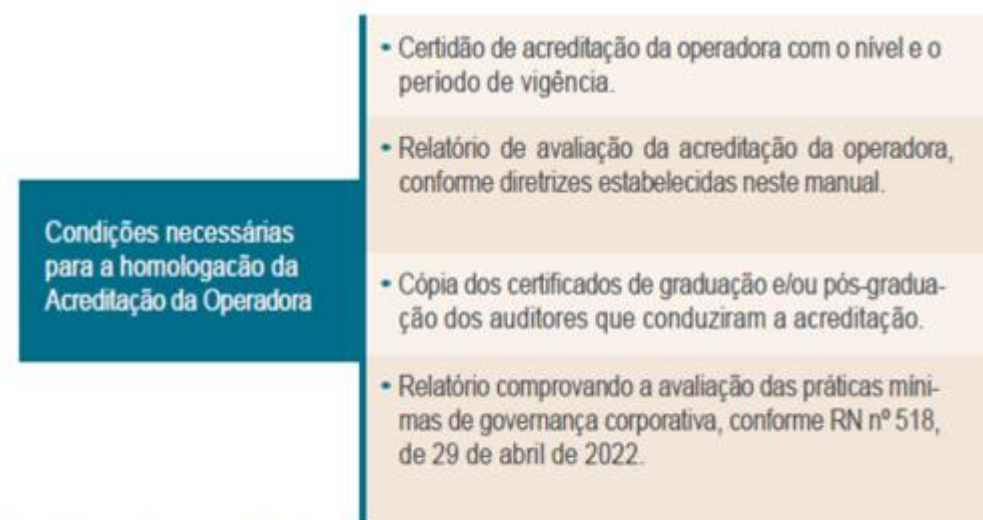 Condições necessárias
para a homologacão da
Acreditação da Operadora
• Certidão de acreditação da operadora com o nível e o
período de vigência.
• Relatório de avaliação da acreditação da operadora,
conforme diretrizes estabelecidas neste manual.
• Cópia dos certificados de graduação e/ou pós-gradua-
ção dos auditores que conduziram a acreditação.
• Relatório comprovando a avaliação das práticas míni-
mas de governança corporativa, conforme RN nº 518,
de 29 de abril de 2022.